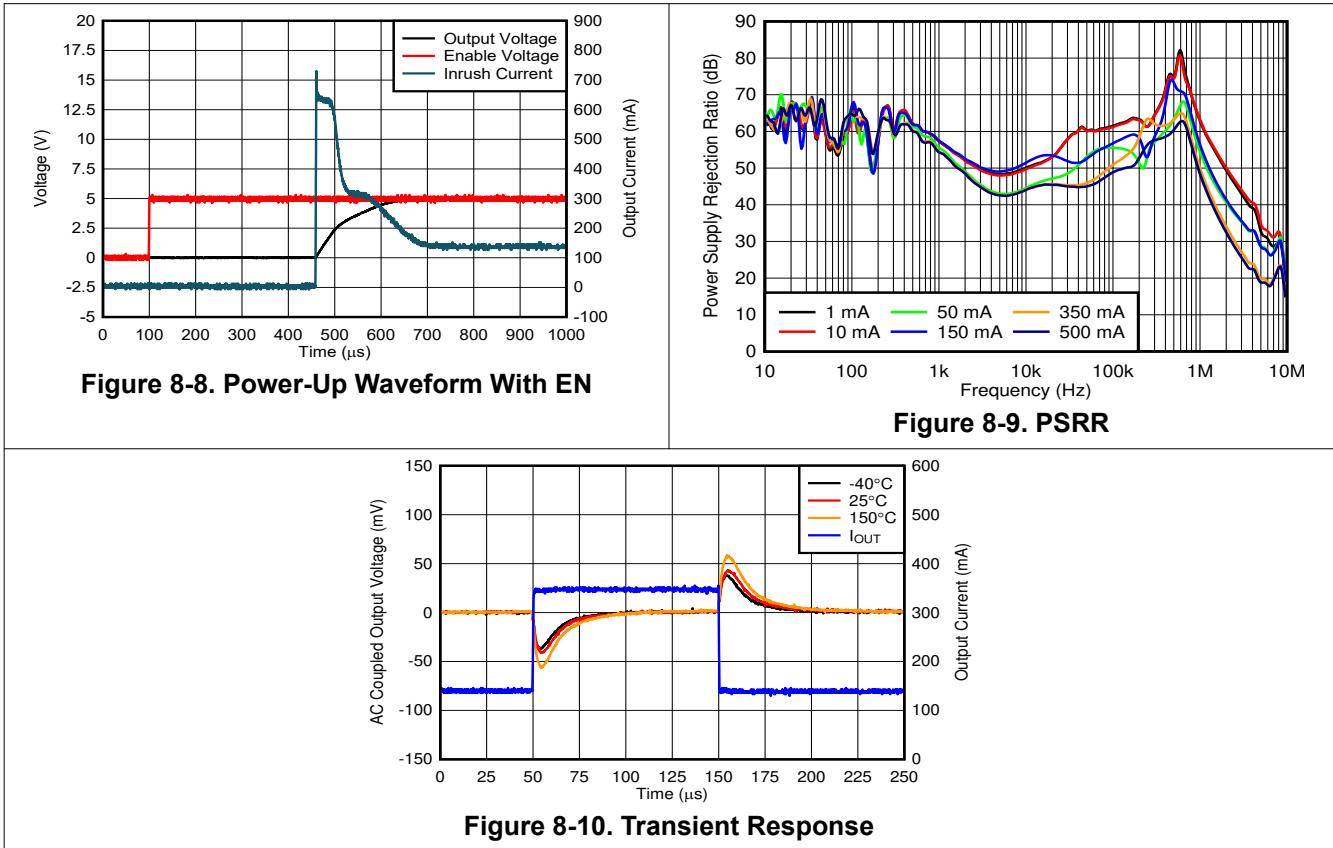 20
17.5
15
12.5
10
7.5
5
2.5
0
-2.5
-5
Voltage (V)
900
800
700
600
500
400
300
200
100
0
-100
Output Current (mA)
Output Voltage
Enable Voltage
Inrush Current
0 100 200 300 400 500 600 700 800 900 1000
Time (μs)
Figure 8-8. Power-Up Waveform With EN
90
80
70
60
50
40
30
20
10
0
Power Supply Rejection Ratio (dB)
1 mA 50 mA 350 mA
10 mA 150 mA 500 mA
10 100 1k 10k 100k 1M 10M
Frequency (Hz)
Figure 8-9. PSRR
150
100
50
0
-50
-100
-150
AC Coupled Output Voltage (mV)
600
500
400
300
200
100
0
Output Current (mA)
-40°C
25°C
150°C
IOUT
0 25 50 75 100 125 150 175 200 225 250
Time (μs)
Figure 8-10. Transient Response